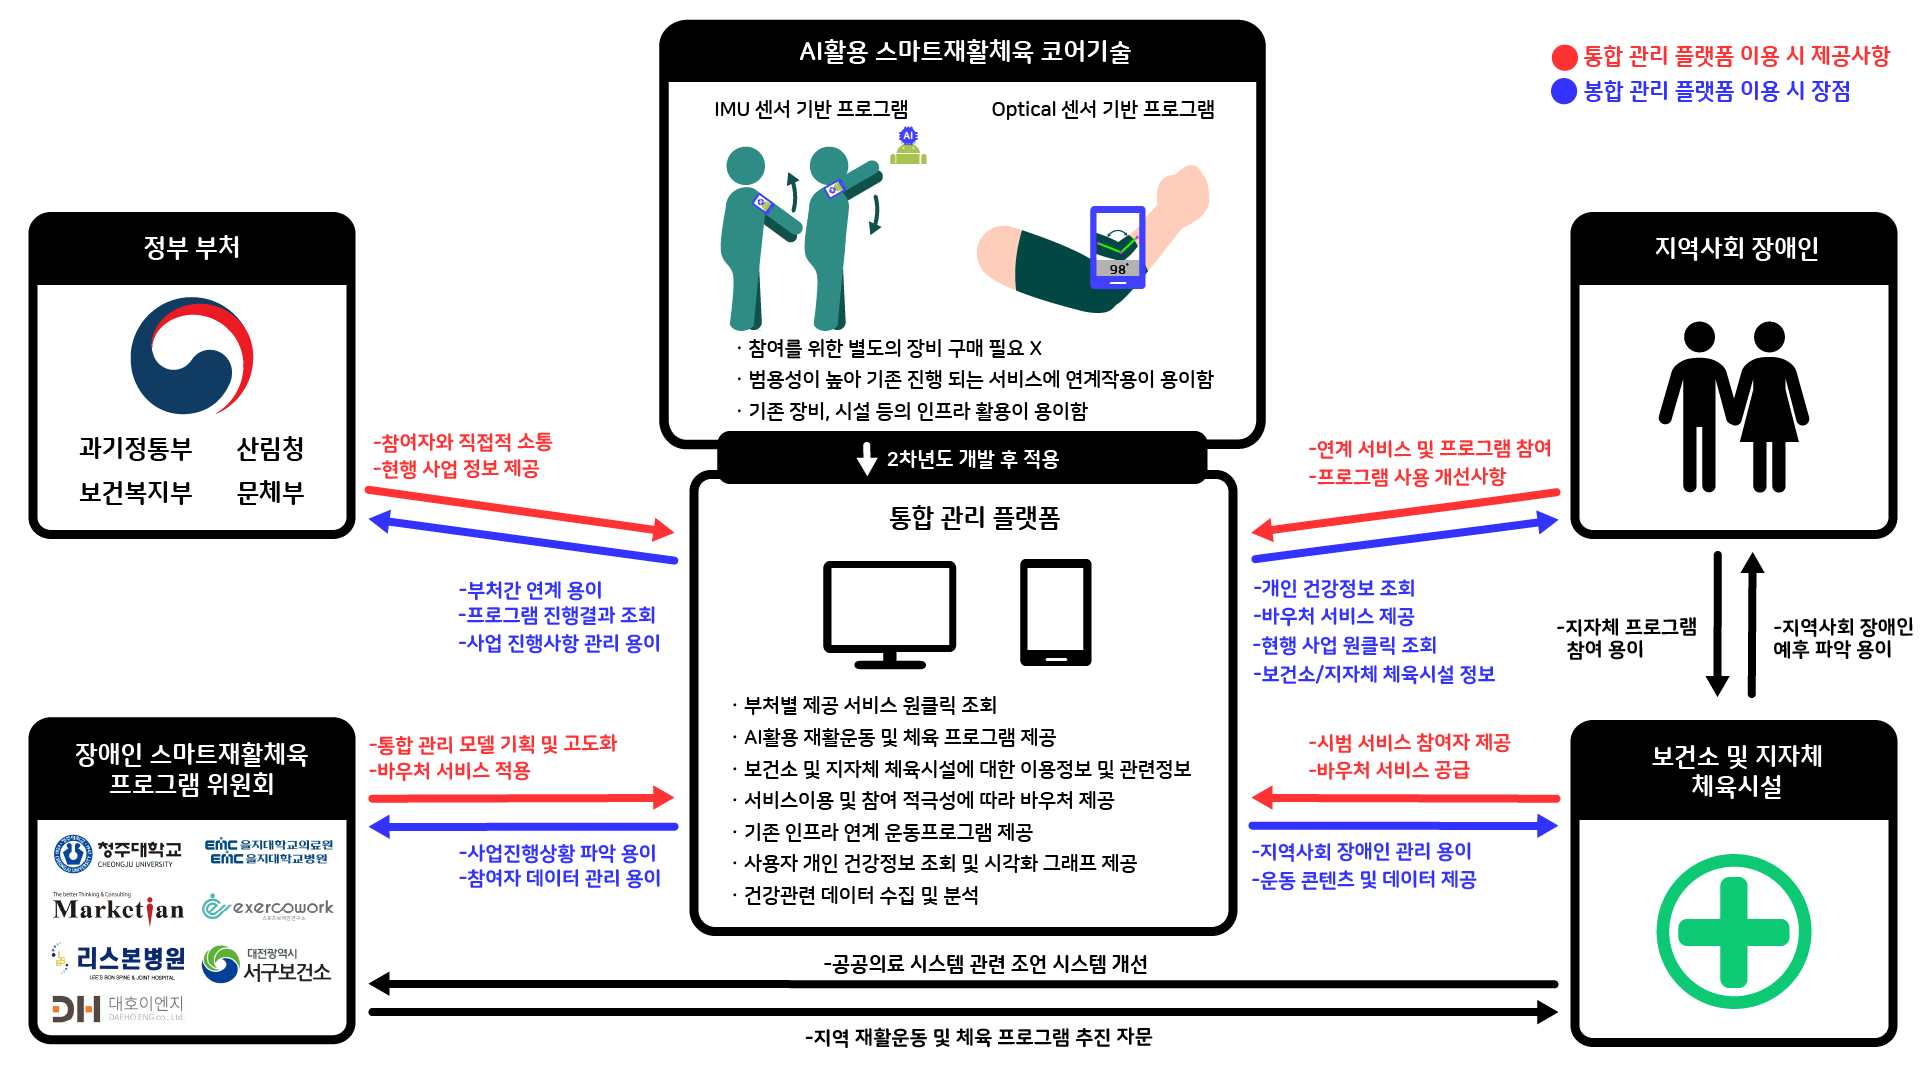 AI활용 스마트재활체육 코어기술
IMU 센서 기반 프로그램
Optical 센서 기반 프로그램
AI
98°
· 참여를 위한 별도의 장비 구매 필요 X
· 범용성이 높아 기존 진행 되는 서비스에 연계작용이 용이함
· 기존 장비, 시설 등의 인프라 활용이 용이함
통합 관리 플랫폼 이용 시 제공사항
봉합 관리 플랫폼 이용 시 장점
정부 부처
과기정통부 산림청
보건복지부 문체부
-참여자와 직접적 소통
-현행 사업 정보 제공
-부처간 연계 용이
-프로그램 진행결과 조회
-사업 진행사항 관리 용이
2차년도 개발 후 적용
통합 관리 플랫폼
· 부처별 제공 서비스 원클릭 조회
· AI활용 재활운동 및 체육 프로그램 제공
· 보건소 및 지자체 체육시설에 대한 이용정보 및 관련정보
· 서비스이용 및 참여 적극성에 따라 바우처 제공
· 기존 인프라 연계 운동프로그램 제공
· 사용자 개인 건강정보 조회 및 시각화 그래프 제공
· 건강관련 데이터 수집 및 분석
지역사회 장애인
-연계 서비스 및 프로그램 참여
-프로그램 사용 개선사항
-개인 건강정보 조회
-바우처 서비스 제공
-현행 사업 원클릭 조회
-보건소/지자체 체육시설 정보
-지자체 프로그램
참여 용이
-지역사회 장애인
예후 파악 용이
장애인 스마트재활체육
프로그램 위원회
청주대학교
CHEONGJU UNIVERSITY
EMC 을지대학교의료원
EMC 을지대학교병원
The better Thinking & Consulting
Marketian
exercowork
스포츠브레인연구소
리스본병원
LEE'S BON SPINE & JOINT HOSPITAL
대전광역시
서구보건소
DH 대호이엔지
DAEHO ENG co., Ltd.
-통합 관리 모델 기획 및 고도화
-바우처 서비스 적용
-사업진행상황 파악 용이
-참여자 데이터 관리 용이
보건소 및 지자체
체육시설
-시범 서비스 참여자 제공
-바우처 서비스 공급
-지역사회 장애인 관리 용이
-운동 콘텐츠 및 데이터 제공
-공공의료 시스템 관련 조언 시스템 개선
-지역 재활운동 및 체육 프로그램 추진 자문